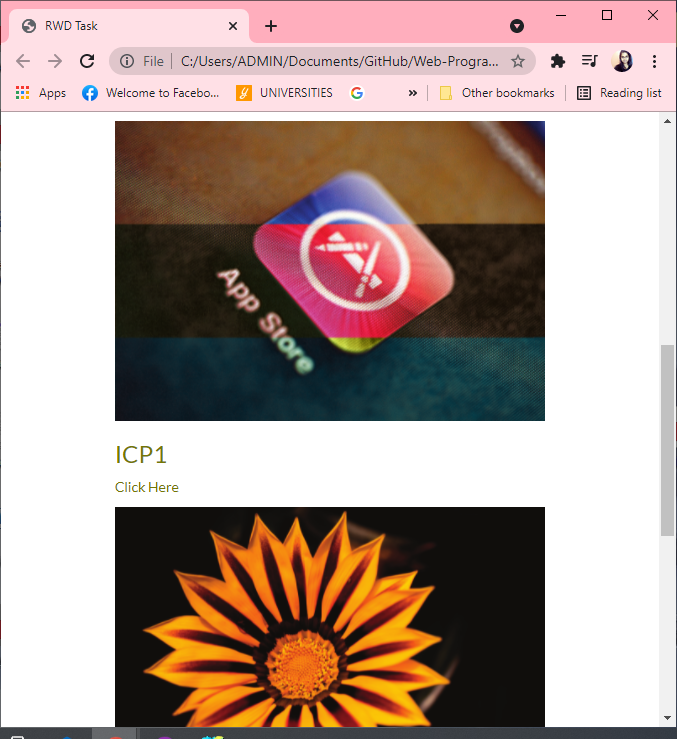 RWD Task
File | C:/Users/ADMIN/Documents/GitHub/Web-Progra...
Apps Welcome to Facebo... UNIVERSITIES » Other bookmarks Reading list
App Store
ICP1
Click Here